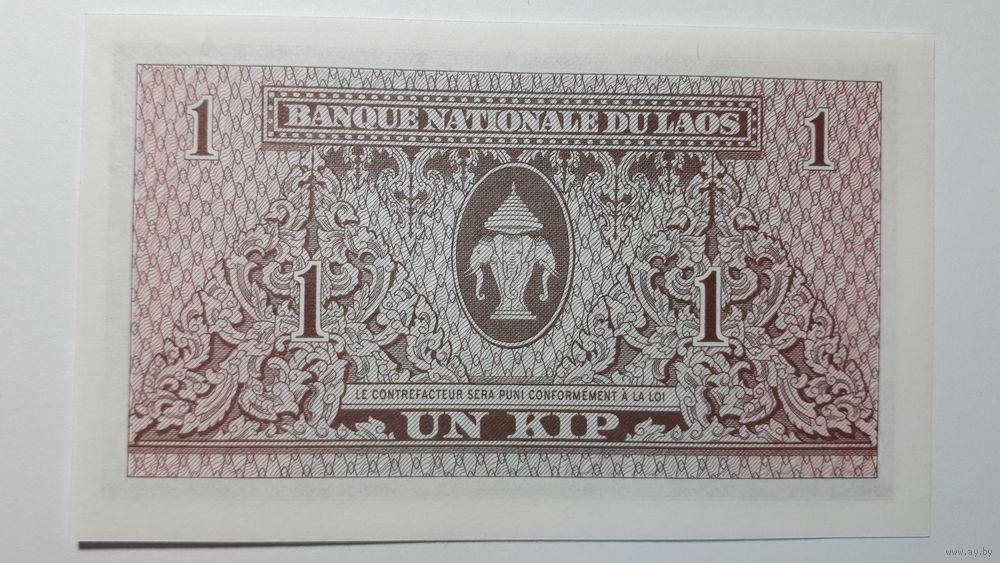 1
BANQUE NATIONALE DU LAOS
1
1
1
LE CONTREFACTEUR SERA PUNI CONFORMEMENT A LA LOI
UN KIP
www.ay.by